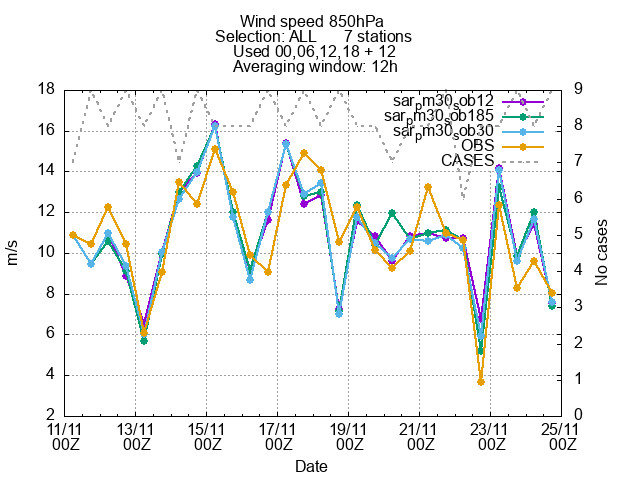 Wind speed 850hPa
Selection: ALL 7 stations
Used 00,06,12,18 + 12
Averaging window: 12h
18
16
14
12
10
8
6
4
2
m/s
9
8
7
6
5
4
3
2
1
0
No cases
sarpm30sob12
sarpm30sob185
sarpm30sob30
OBS
CASES
11/11 13/11 15/11 17/11 19/11 21/11 23/11 25/11
00Z 00Z 00Z 00Z 00Z 00Z 00Z 00Z
Date